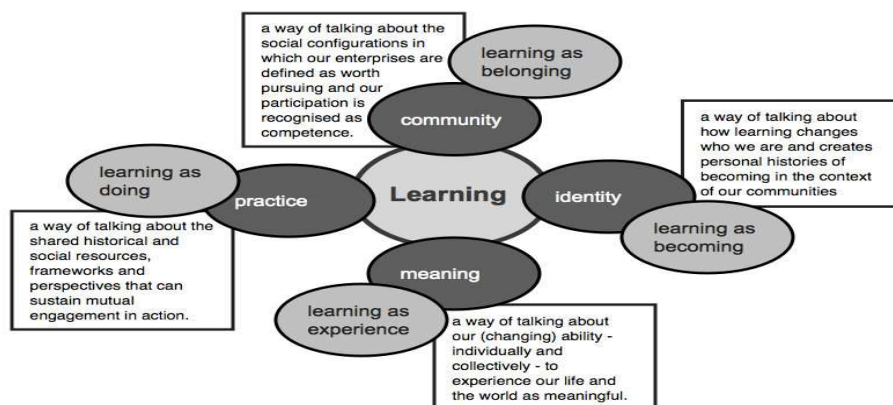 a way of talking about the
social configurations in
which our enterprises are
defined as worth
pursuing and our
participation is
recognised as
competence.
learning as
belonging
community
a way of talking about
how learning changes
who we are and creates
personal histories of
becoming in the context
of our communities
learning as
doing
practice
Learning
identity
learning as
becoming
a way of talking about the
shared historical and
social resources,
frameworks and
perspectives that can
sustain mutual
engagement in action.
meaning
learning as
experience
a way of talking about
our (changing) ability -
individually and
collectively - to
experience our life and
the world as meaningful.